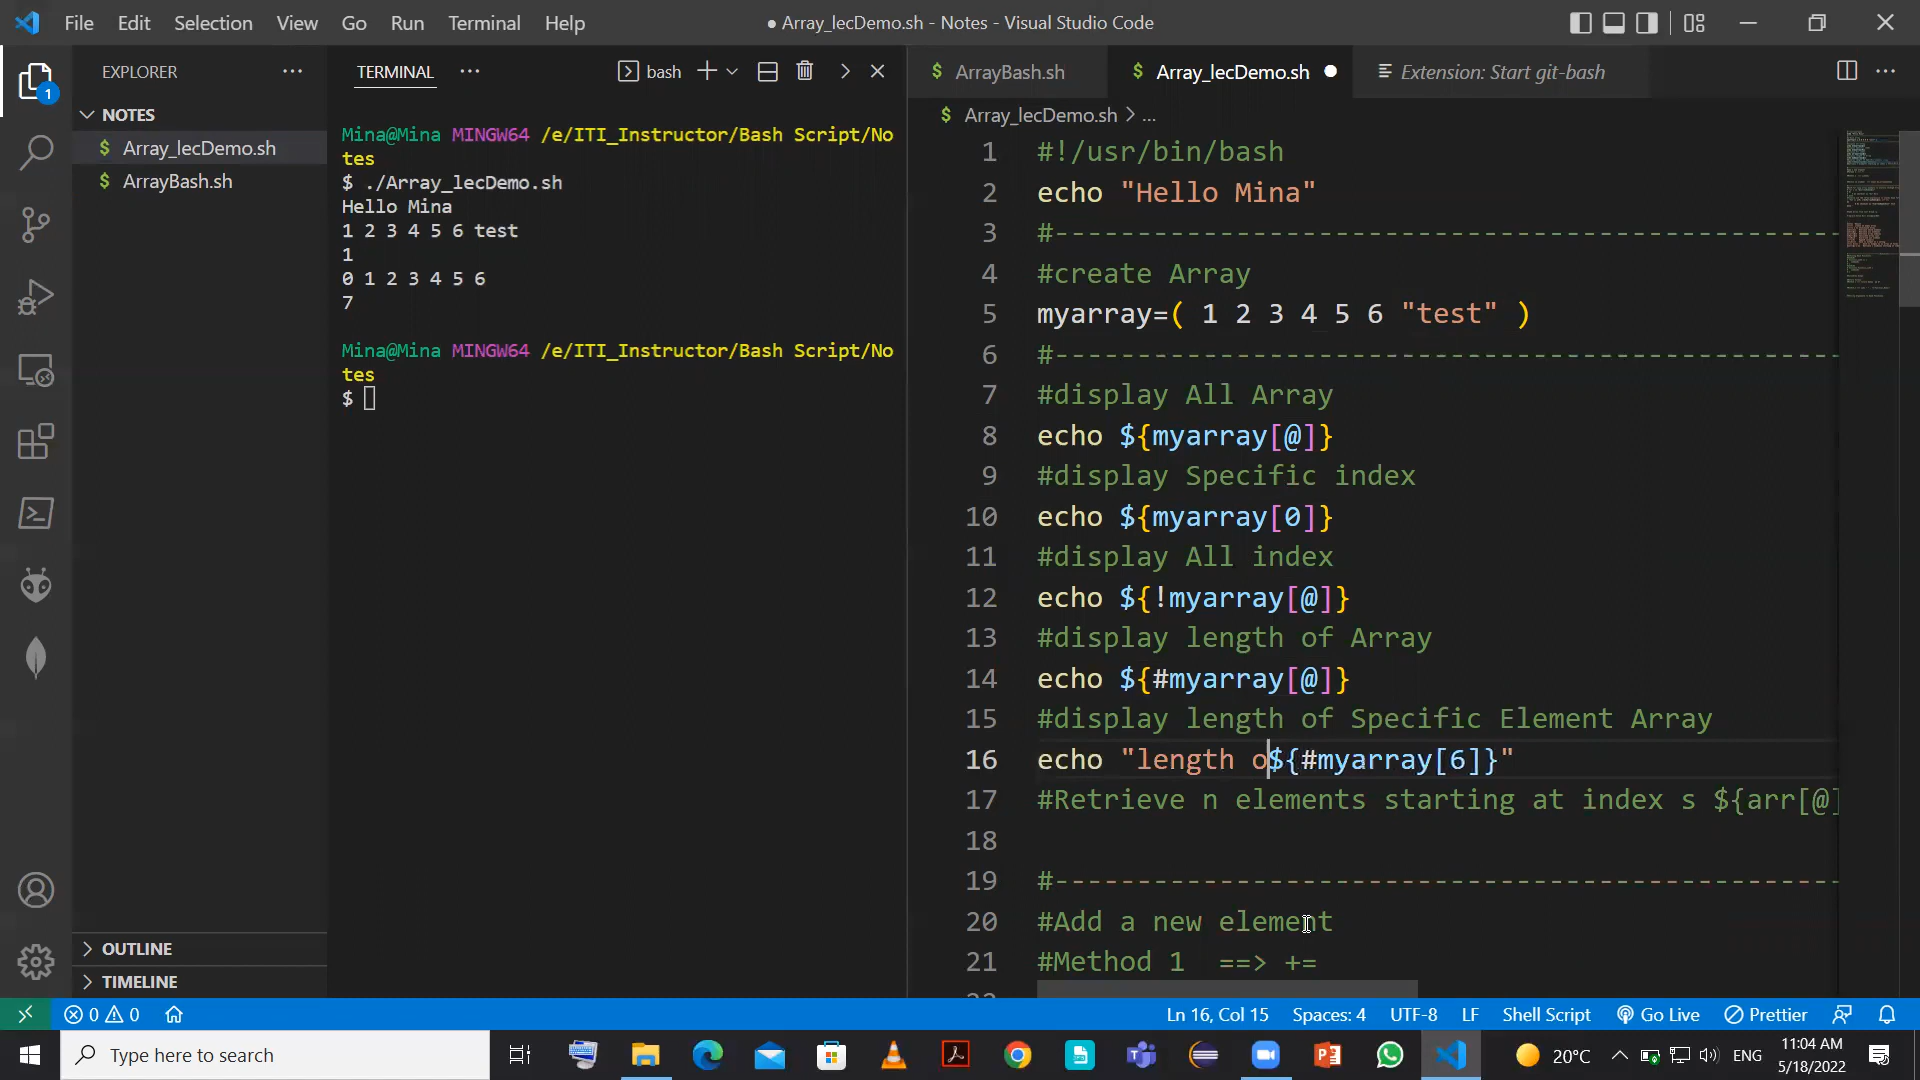 File Edit Selection View Go Run Terminal Help
● Array_lecDemo.sh - Notes - Visual Studio Code
EXPLORER
NOTES
$ Array_lecDemo.sh
$ ArrayBash.sh
OUTLINE
TIMELINE
1
TERMINAL
bash
Mina@Mina MINGW64 /e/ITI_Instructor/Bash Script/No
tes
$ ./Array_lecDemo.sh
Hello Mina
1 2 3 4 5 6 test
1
0 1 2 3 4 5 6
7
Mina@Mina MINGW64 /e/ITI_Instructor/Bash Script/No
tes
$
$ ArrayBash.sh
$ Array_lecDemo.sh ●
Extension: Start git-bash
$ Array_lecDemo.sh > ...
1 #!/usr/bin/bash
2 echo "Hello Mina"
3 #------------------------------------------------
4 #create Array
5 myarray=( 1 2 3 4 5 6 "test" )
6 #------------------------------------------------
7 #display All Array
8 echo ${myarray[@]}
9 #display Specific index
10 echo ${myarray[0]}
11 #display All index
12 echo ${!myarray[@]}
13 #display length of Array
14 echo ${#myarray[@]}
15 #display length of Specific Element Array
16 echo "length o${#myarray[6]}"
17 #Retrieve n elements starting at index s ${arr[@]
18
19 #------------------------------------------------
20 #Add a new element
21 #Method 1  ==> +=
0 0
Ln 16, Col 15 Spaces: 4 UTF-8 LF Shell Script Go Live Prettier
Type here to search
20°C ENG
11:04 AM
5/18/2022